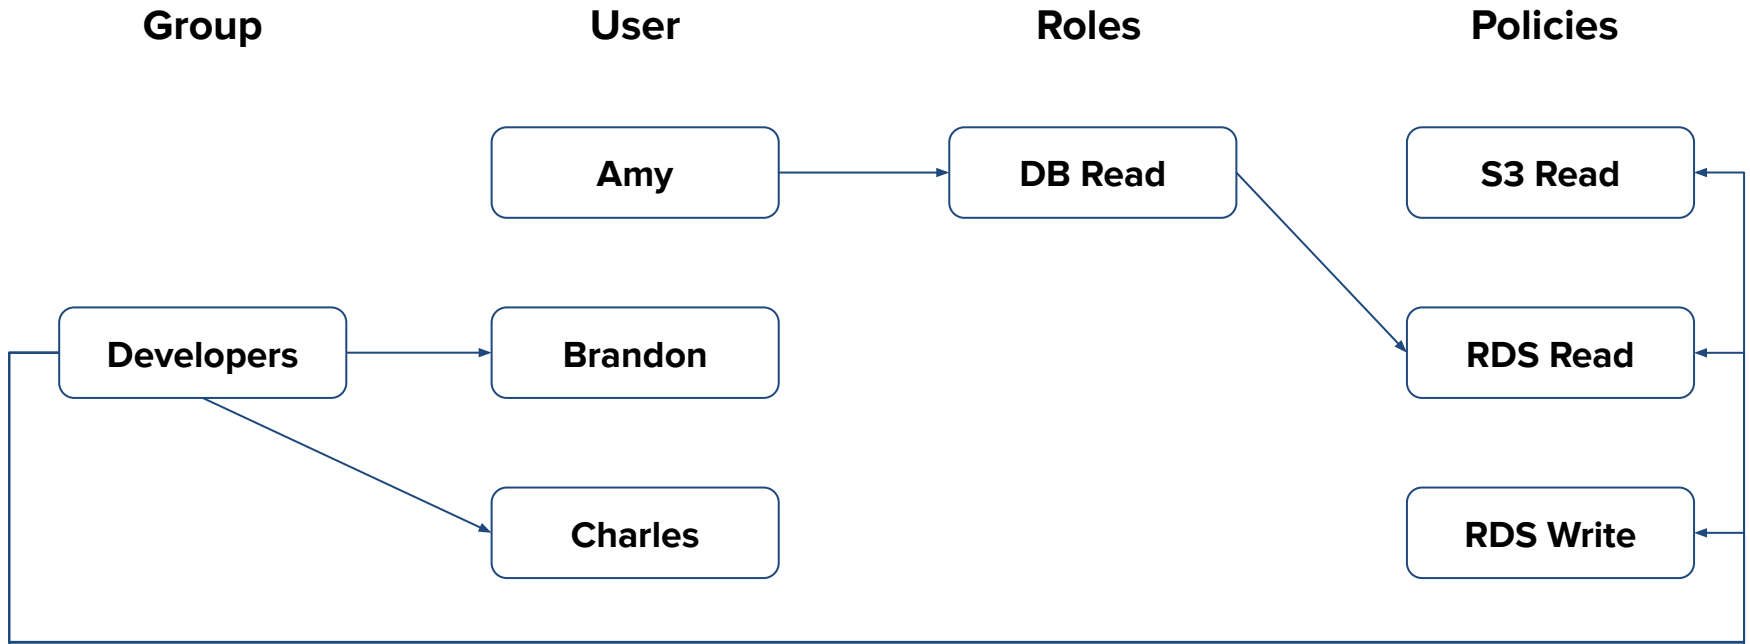 Group
User
Roles
Policies
Amy
DB Read
S3 Read
Developers
Brandon
RDS Read
Charles
RDS Write